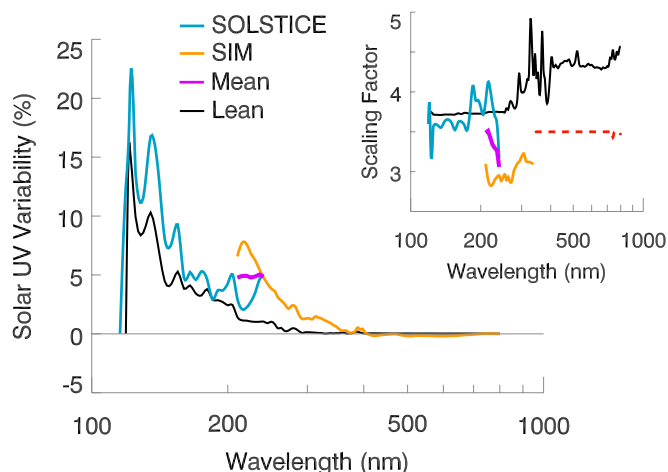 SOLSTICE
SIM
Mean
Lean
Solar UV Variability (%)
25
20
15
10
5
0
-5
100
200
500
1000
Wavelength (nm)
Scaling Factor
5
4
3
100
200
500
1000
Wavelength (nm)